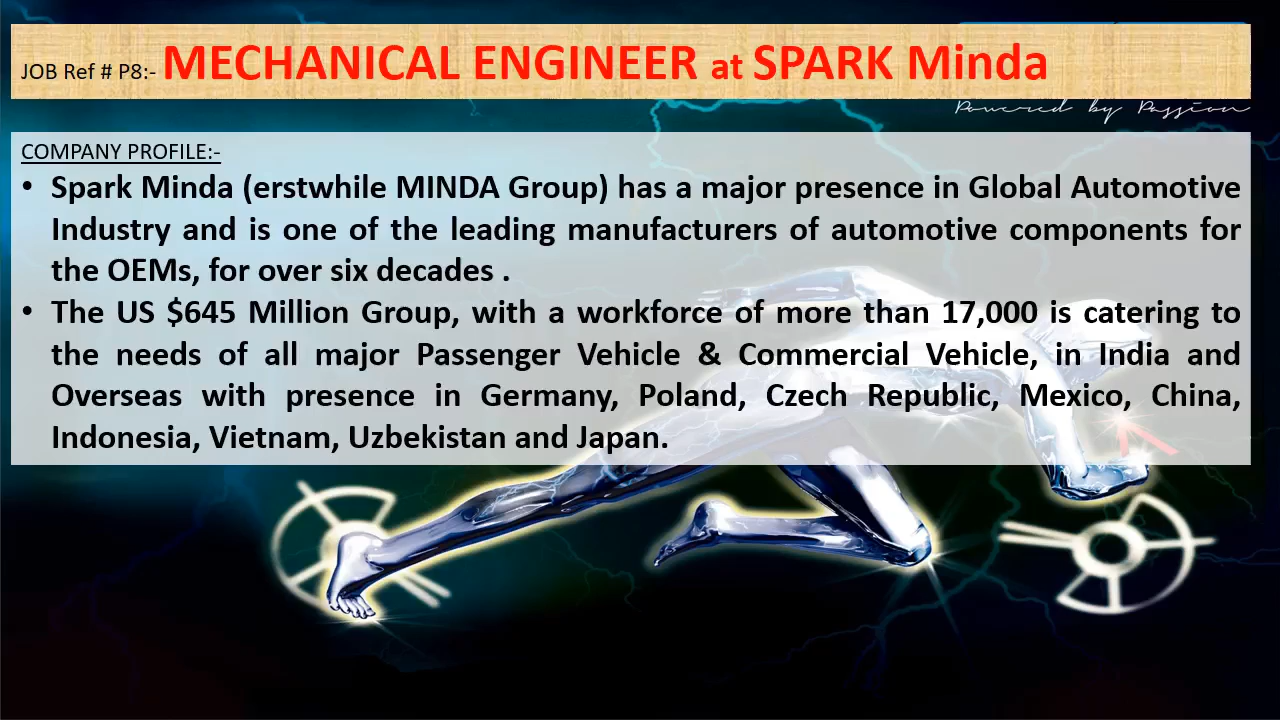 JOB Ref # P8:- MECHANICAL ENGINEER at SPARK Minda
Powered by Passion
COMPANY PROFILE:-
• Spark Minda (erstwhile MINDA Group) has a major presence in Global Automotive
Industry and is one of the leading manufacturers of automotive components for
the OEMs, for over six decades .
• The US $645 Million Group, with a workforce of more than 17,000 is catering to
the needs of all major Passenger Vehicle & Commercial Vehicle, in India and
Overseas with presence in Germany, Poland, Czech Republic, Mexico, China,
Indonesia, Vietnam, Uzbekistan and Japan.